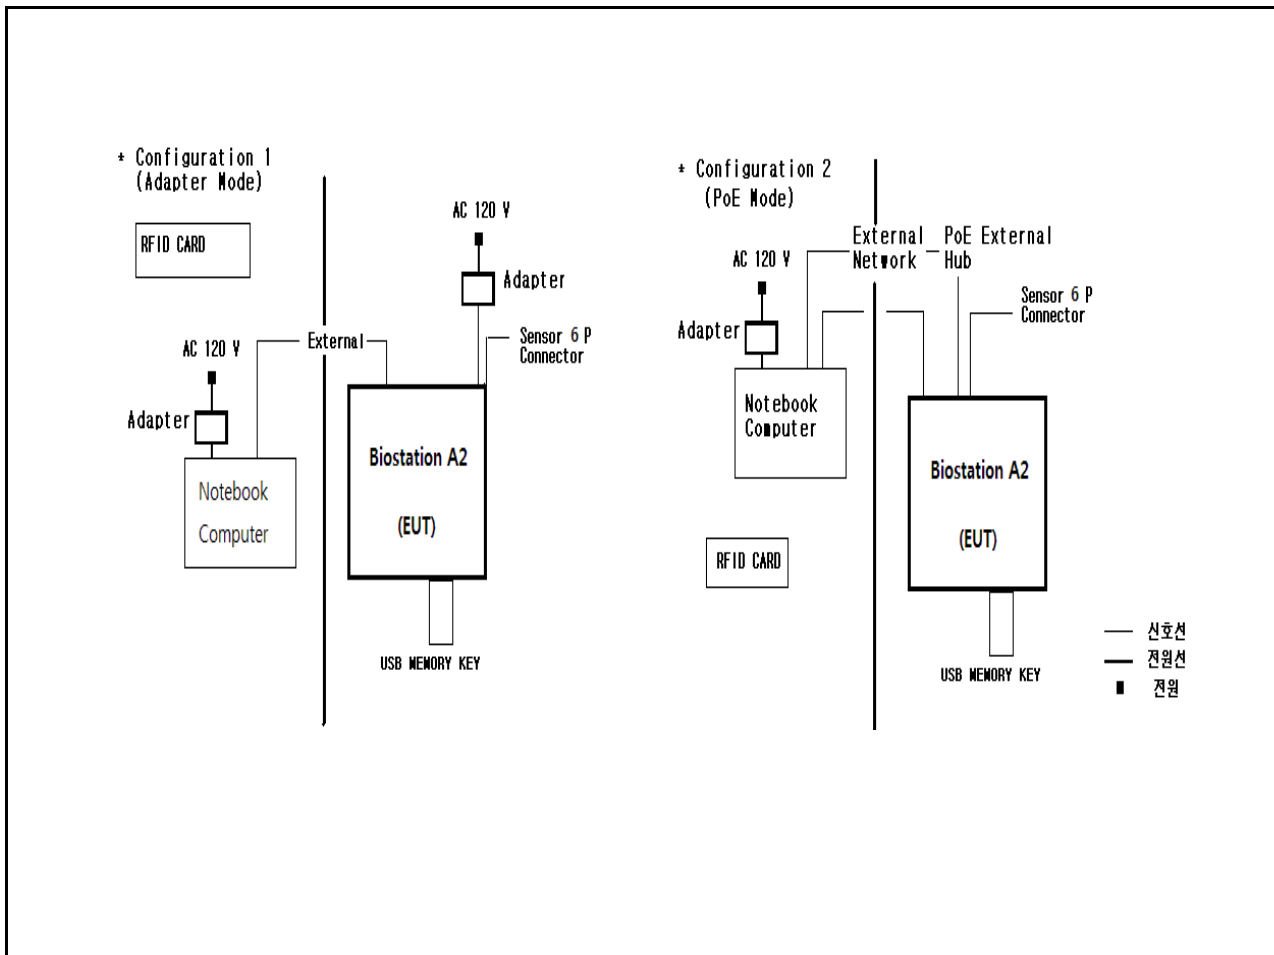 * Configuration 1
(Adapter Mode)
RFID CARD
AC 120 V
Adapter
External
Sensor 6 P
Connector
AC 120 V
Adapter
Notebook
Computer
Biostation A2
(EUT)
USB MEMORY KEY
* Configuration 2
(PoE Mode)
External
Network
PoE External
Hub
AC 120 V
Adapter
Sensor 6 P
Connector
Notebook
Computer
Biostation A2
(EUT)
RFID CARD
USB MEMORY KEY
신호선
전원선
전원